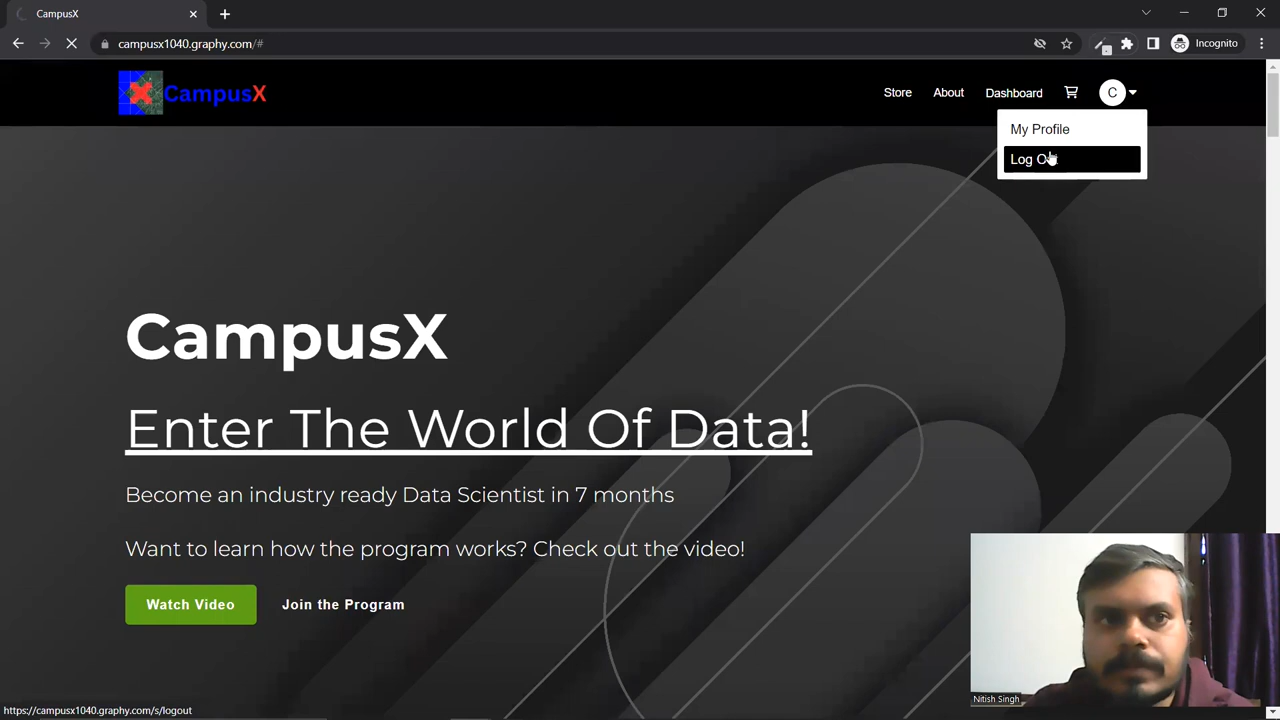 CampusX
campusx1040.graphy.com/#
Incognito
CampusX
Store
About
Dashboard
C
My Profile
Log O
CampusX
Enter The World Of Data!
Become an industry ready Data Scientist in 7 months
Want to learn how the program works? Check out the video!
Watch Video
Join the Program
Nitish Singh
https://campusx1040.graphy.com/s/logout